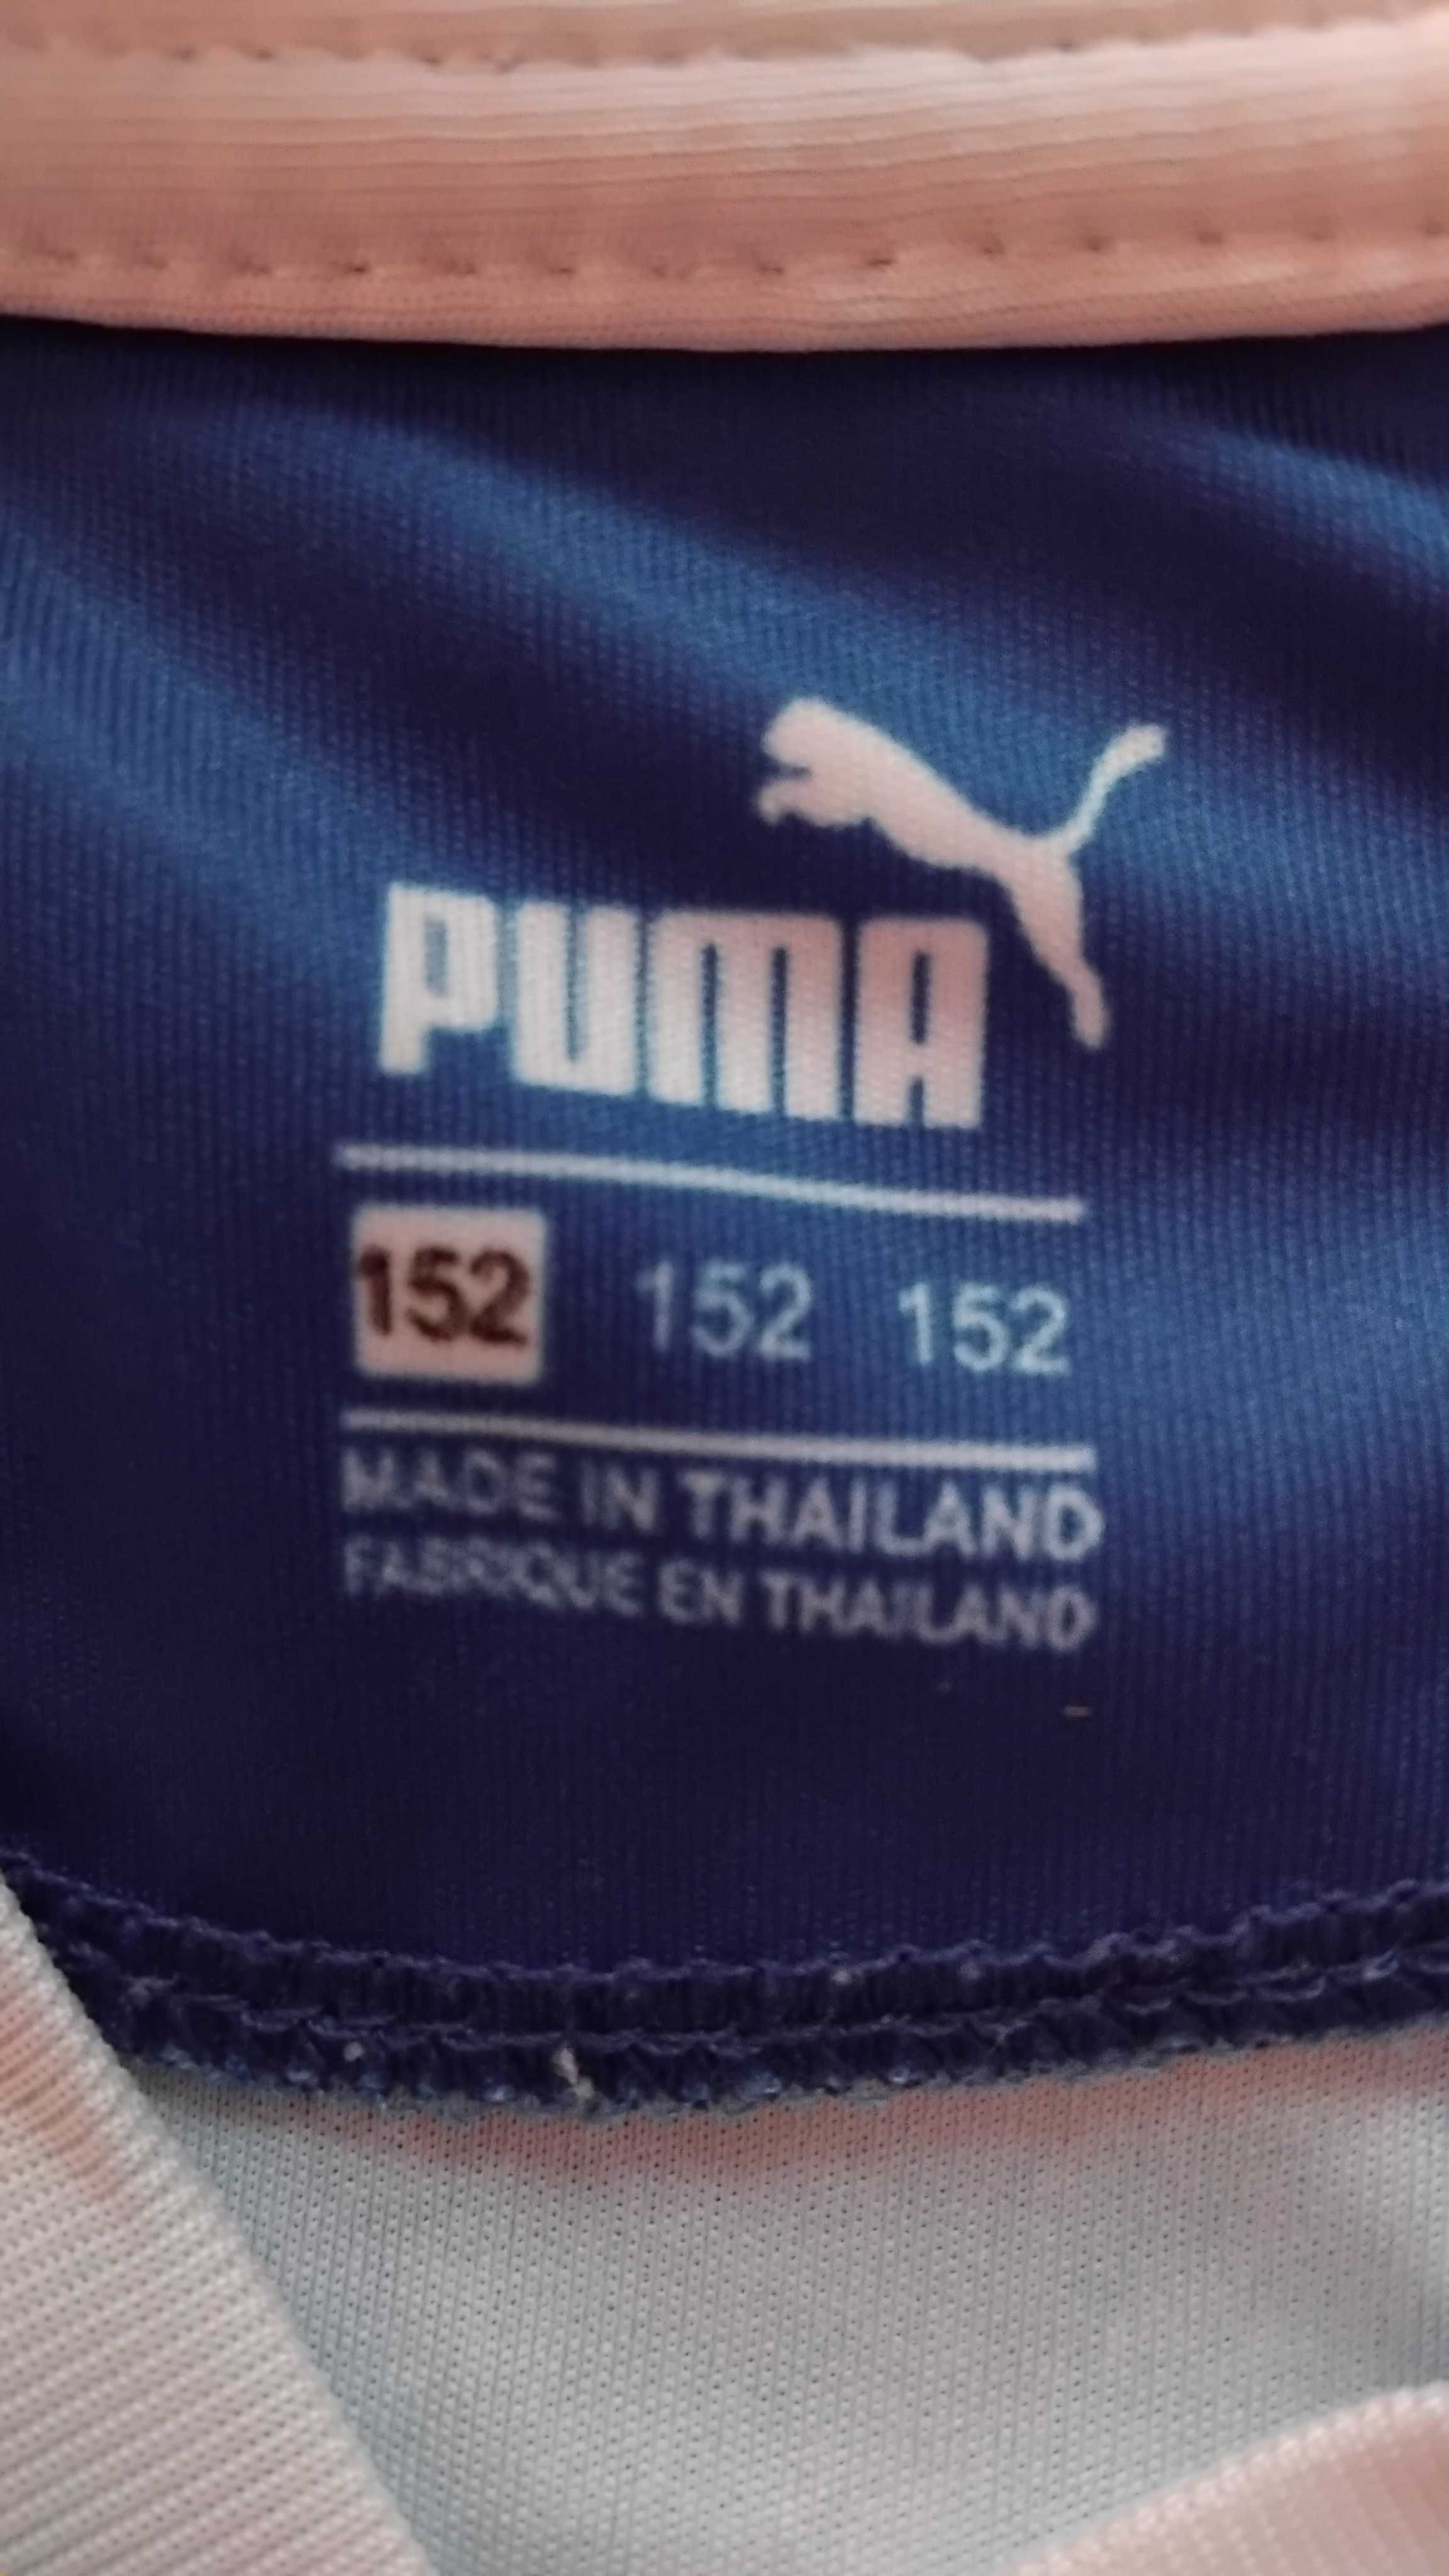 PUMA
152 152 152
MADE IN THAILAND
FABRIQUE EN THAILAND